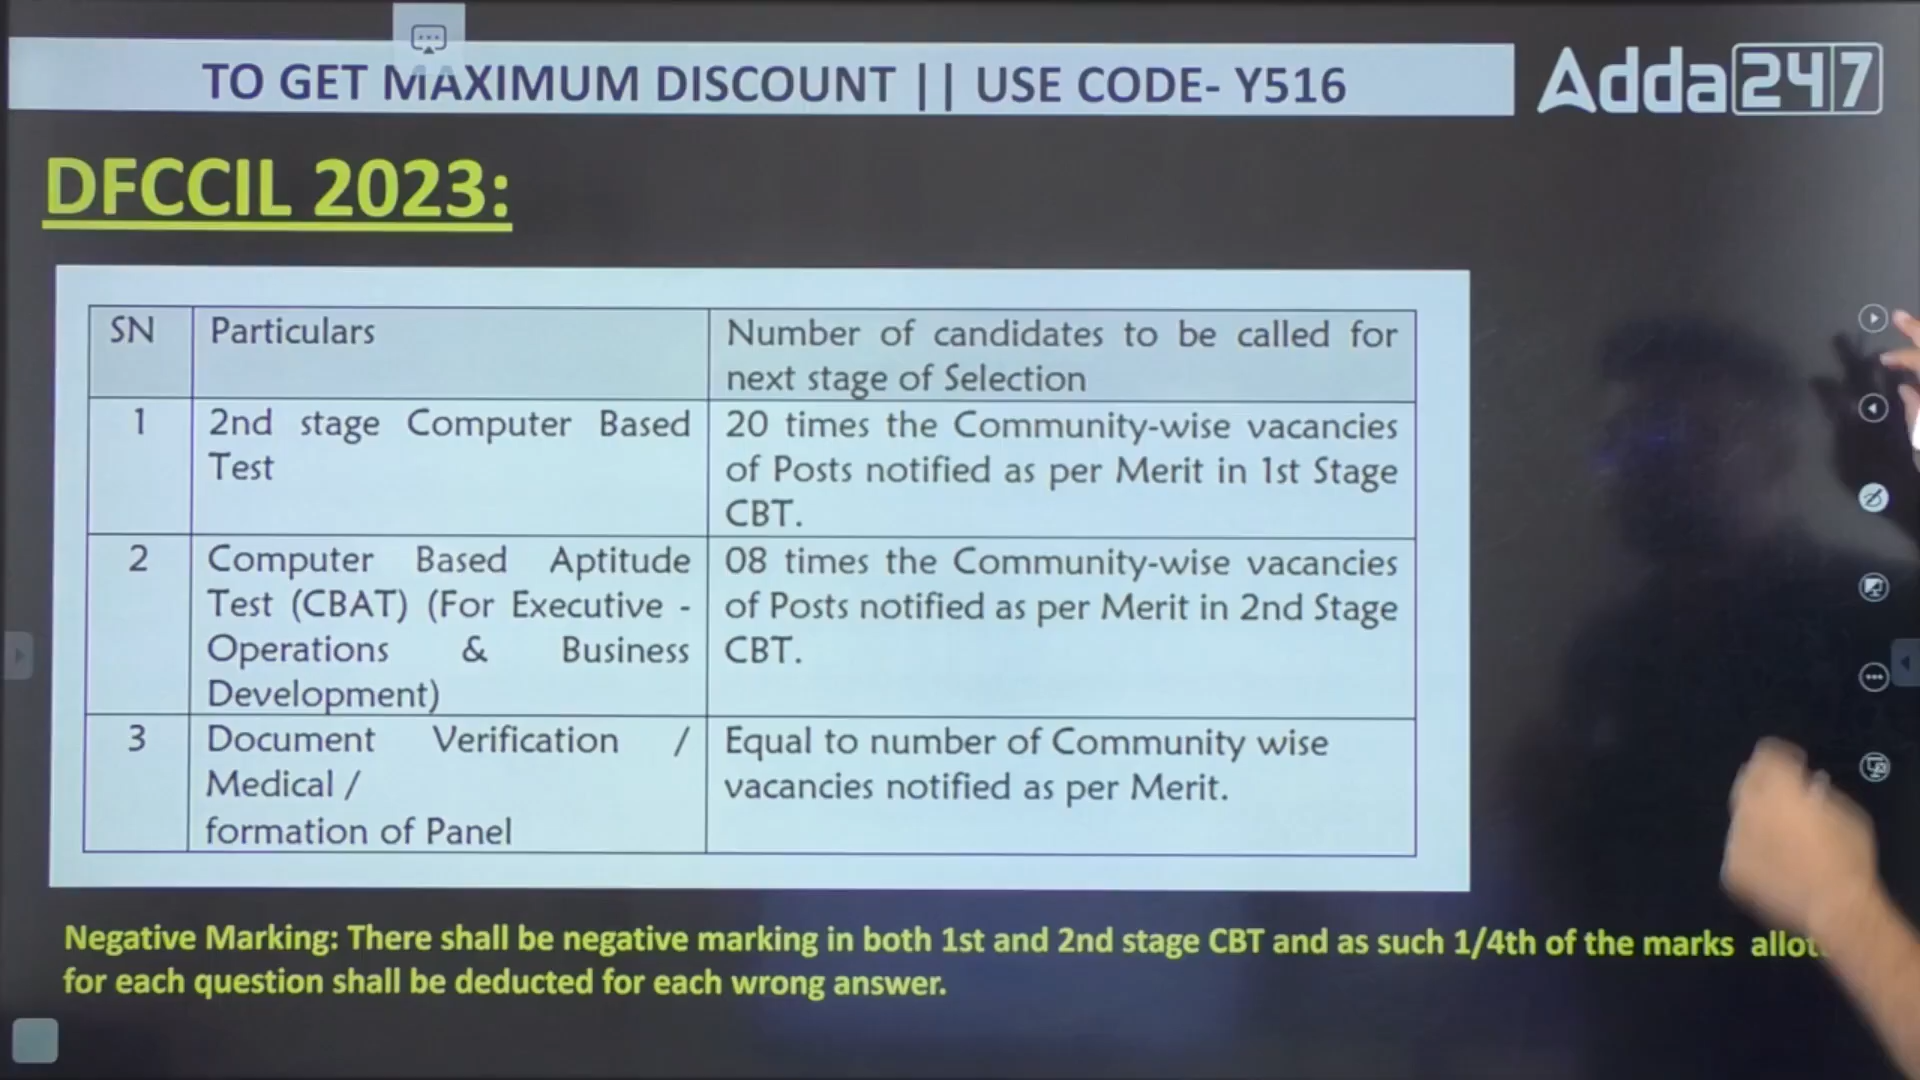 TO GET MAXIMUM DISCOUNT || USE CODE- Y516
Adda247
DFCCIL 2023:
SN
Particulars
Number of candidates to be called for
next stage of Selection
1
2nd stage Computer Based
Test
20 times the Community-wise vacancies
of Posts notified as per Merit in 1st Stage
CBT.
2
Computer Based Aptitude
Test (CBAT) (For Executive -
Operations & Business
Development)
08 times the Community-wise vacancies
of Posts notified as per Merit in 2nd Stage
CBT.
3
Document Verification /
Medical /
formation of Panel
Equal to number of Community wise
vacancies notified as per Merit.
Negative Marking: There shall be negative marking in both 1st and 2nd stage CBT and as such 1/4th of the marks
for each question shall be deducted for each wrong answer.